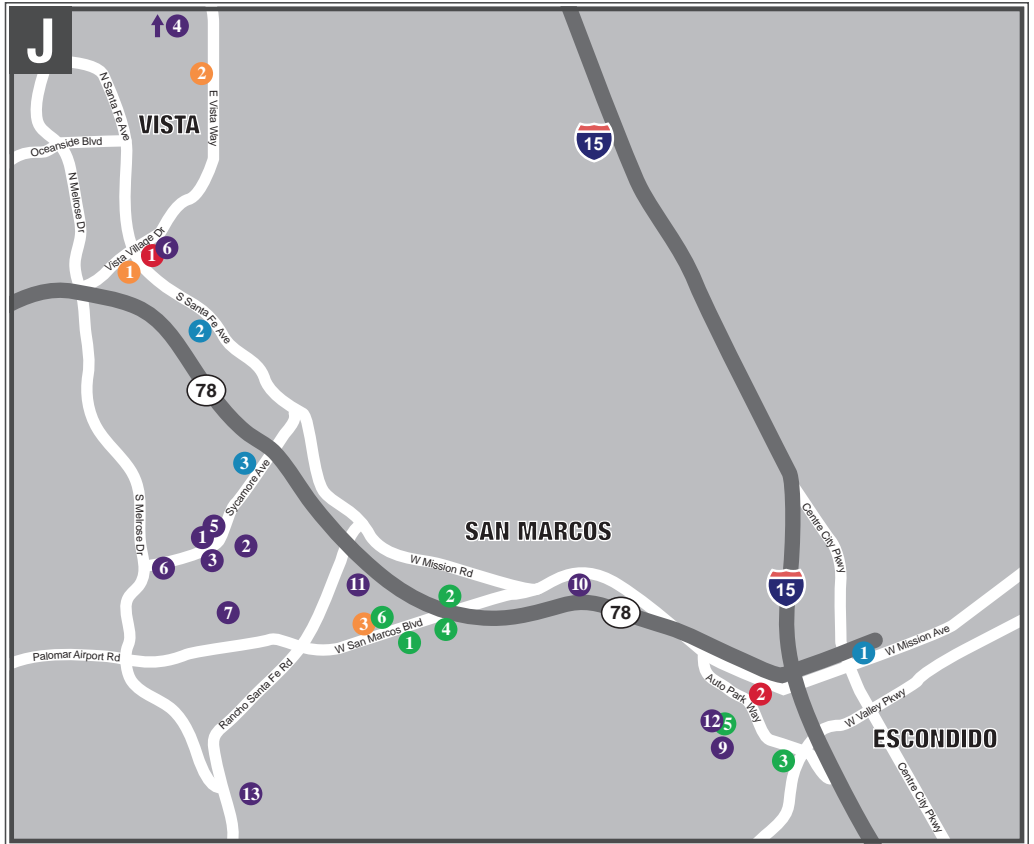 J
4
2
N Santa Fe Ave
E Vista Way
VISTA
15
Oceanside Blvd
N Melrose Dr
Vista Village Dr
1
6
1
S Santa Fe Ave
2
78
3
Sycamore Ave
S Melrose Dr
5
1
2
3
6
SAN MARCOS
Centre City Pkwy
W Mission Rd
11
10
2
15
78
7
6
3
W San Marcos Blvd
4
1
Palomar Airport Rd
Rancho Santa Fe Rd
W Mission Ave
1
Auto Park Way
2
W Valley Pkwy
12
5
9
3
ESCONDIDO
13
Centre City Pkwy